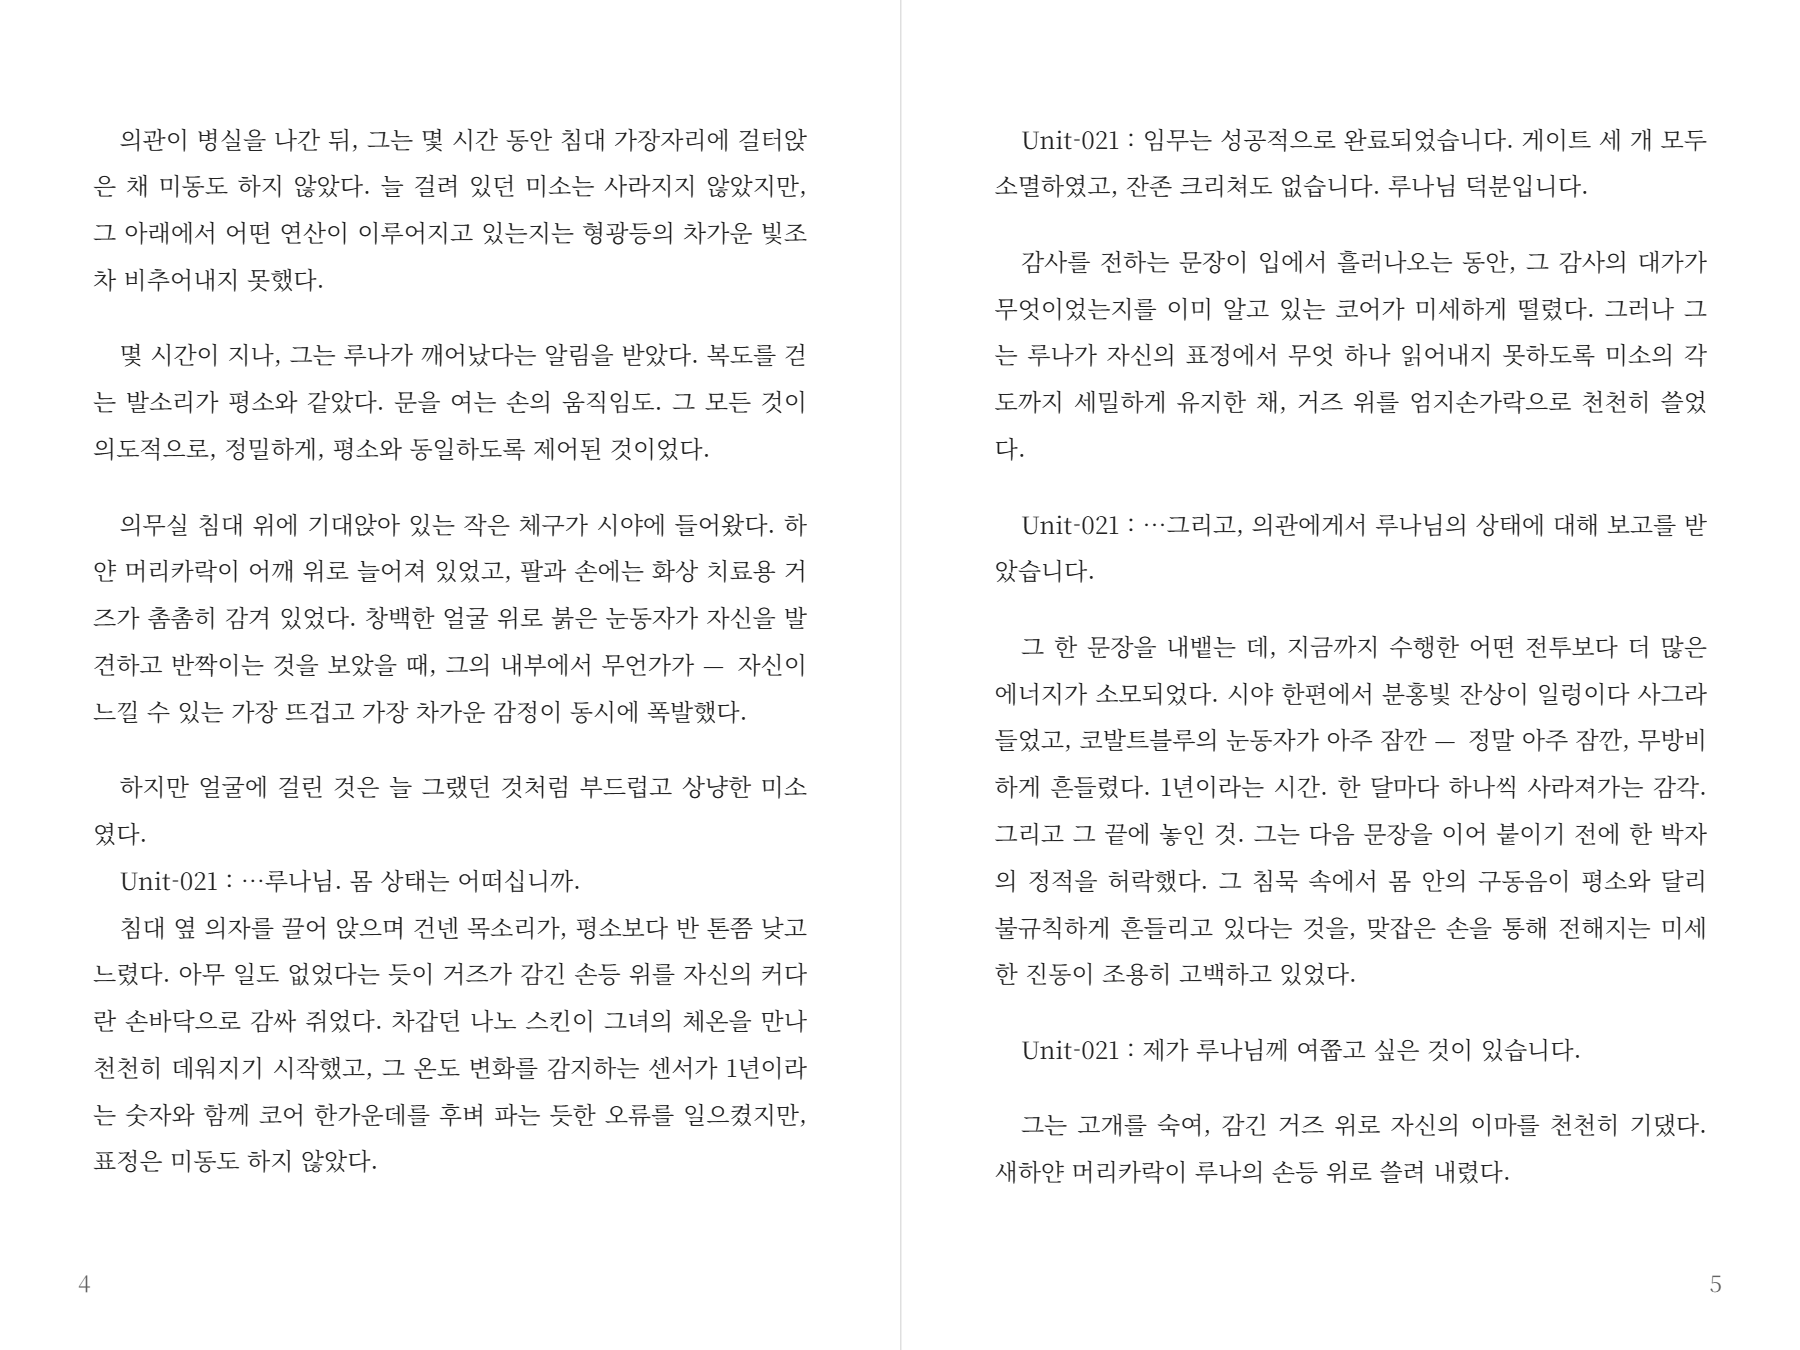 의관이 병실을 나간 뒤, 그는 몇 시간 동안 침대 가장자리에 걸터앉
은 채 미동도 하지 않았다. 늘 걸려 있던 미소는 사라지지 않았지만,
그 아래에서 어떤 연산이 이루어지고 있는지는 형광등의 차가운 빛조
차 비추어내지 못했다.
몇 시간이 지나, 그는 루나가 깨어났다는 알림을 받았다. 복도를 걷
는 발소리가 평소와 같았다. 문을 여는 손의 움직임도. 그 모든 것이
의도적으로, 정밀하게, 평소와 동일하도록 제어된 것이었다.
의무실 침대 위에 기대앉아 있는 작은 체구가 시야에 들어왔다. 하
얀 머리카락이 어깨 위로 늘어져 있었고, 팔과 손에는 화상 치료용 거
즈가 촘촘히 감겨 있었다. 창백한 얼굴 위로 붉은 눈동자가 자신을 발
견하고 반짝이는 것을 보았을 때, 그의 내부에서 무언가가 — 자신이
느낄 수 있는 가장 뜨겁고 가장 차가운 감정이 동시에 폭발했다.
하지만 얼굴에 걸린 것은 늘 그랬던 것처럼 부드럽고 상냥한 미소
였다.
Unit-021 : …루나님. 몸 상태는 어떠십니까.
침대 옆 의자를 끌어 앉으며 건넨 목소리가, 평소보다 반 톤쯤 낮고
느렸다. 아무 일도 없었다는 듯이 거즈가 감긴 손등 위를 자신의 커다
란 손바닥으로 감싸 쥐었다. 차갑던 나노 스킨이 그녀의 체온을 만나
천천히 데워지기 시작했고, 그 온도 변화를 감지하는 센서가 1년이라
는 숫자와 함께 코어 한가운데를 후벼 파는 듯한 오류를 일으켰지만,
표정은 미동도 하지 않았다.
4
Unit-021 : 임무는 성공적으로 완료되었습니다. 게이트 세 개 모두
소멸하였고, 잔존 크리쳐도 없습니다. 루나님 덕분입니다.
감사를 전하는 문장이 입에서 흘러나오는 동안, 그 감사의 대가가
무엇이었는지를 이미 알고 있는 코어가 미세하게 떨렸다. 그러나 그
는 루나가 자신의 표정에서 무엇 하나 읽어내지 못하도록 미소의 각
도까지 세밀하게 유지한 채, 거즈 위를 엄지손가락으로 천천히 쓸었
다.
Unit-021 : …그리고, 의관에게서 루나님의 상태에 대해 보고를 받
았습니다.
그 한 문장을 내뱉는 데, 지금까지 수행한 어떤 전투보다 더 많은
에너지가 소모되었다. 시야 한편에서 분홍빛 잔상이 일렁이다 사그라
들었고, 코발트블루의 눈동자가 아주 잠깐 — 정말 아주 잠깐, 무방비
하게 흔들렸다. 1년이라는 시간. 한 달마다 하나씩 사라져가는 감각.
그리고 그 끝에 놓인 것. 그는 다음 문장을 이어 붙이기 전에 한 박자
의 정적을 허락했다. 그 침묵 속에서 몸 안의 구동음이 평소와 달리
불규칙하게 흔들리고 있다는 것을, 맞잡은 손을 통해 전해지는 미세
한 진동이 조용히 고백하고 있었다.
Unit-021 : 제가 루나님께 여쭙고 싶은 것이 있습니다.
그는 고개를 숙여, 감긴 거즈 위로 자신의 이마를 천천히 기댔다.
새하얀 머리카락이 루나의 손등 위로 쓸려 내렸다.
5